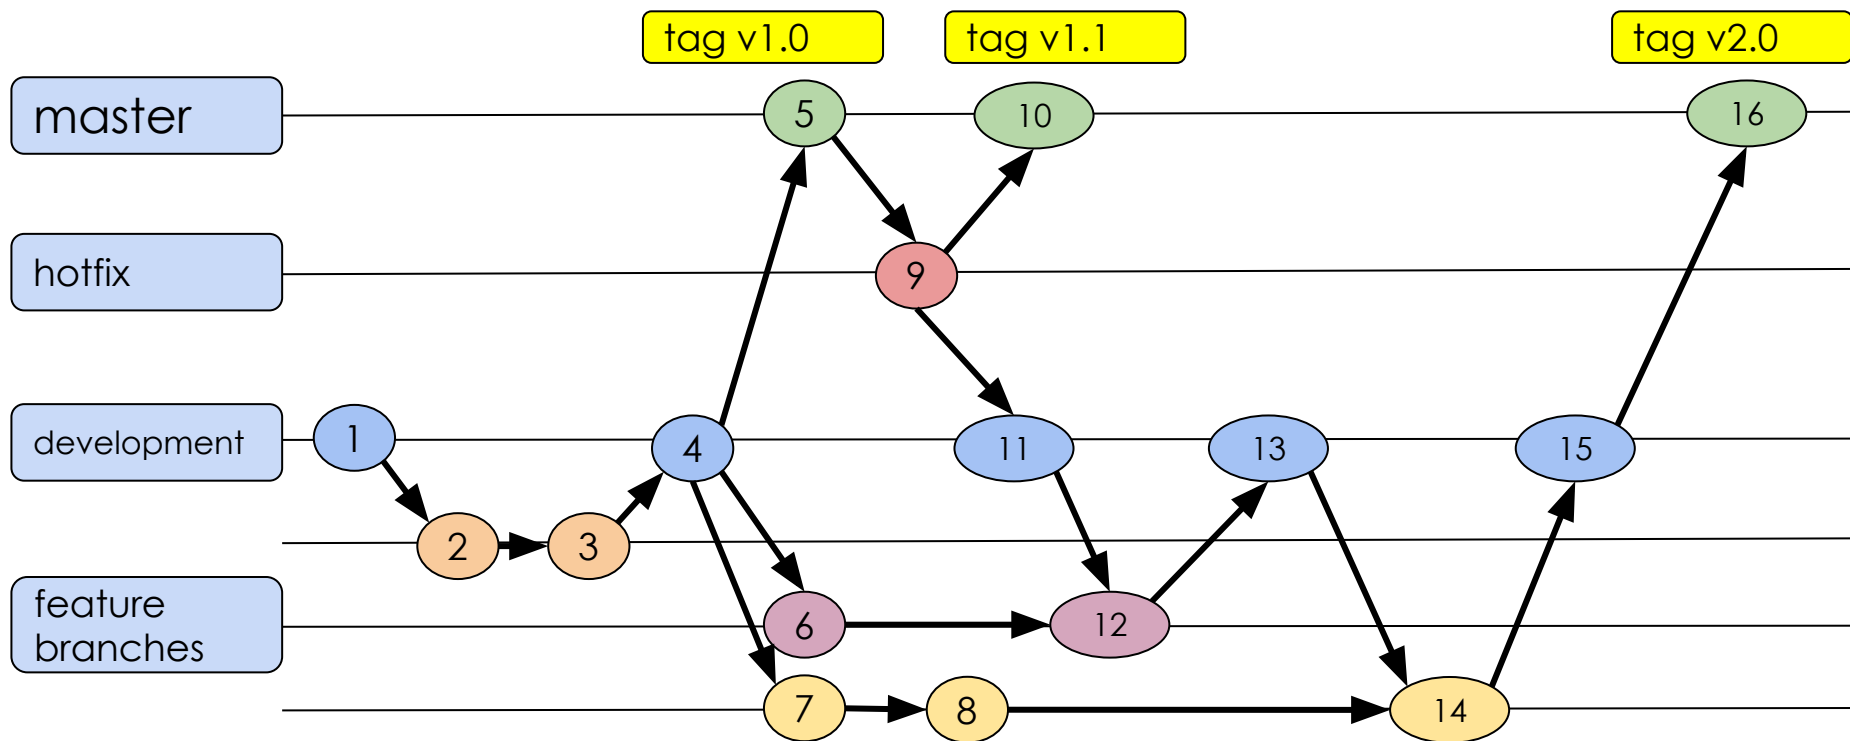 tag v1.0
tag v1.1
tag v2.0
master
5
10
16
hotfix
9
development
1
4
11
13
15
2
3
feature
branches
6
12
7
8
14